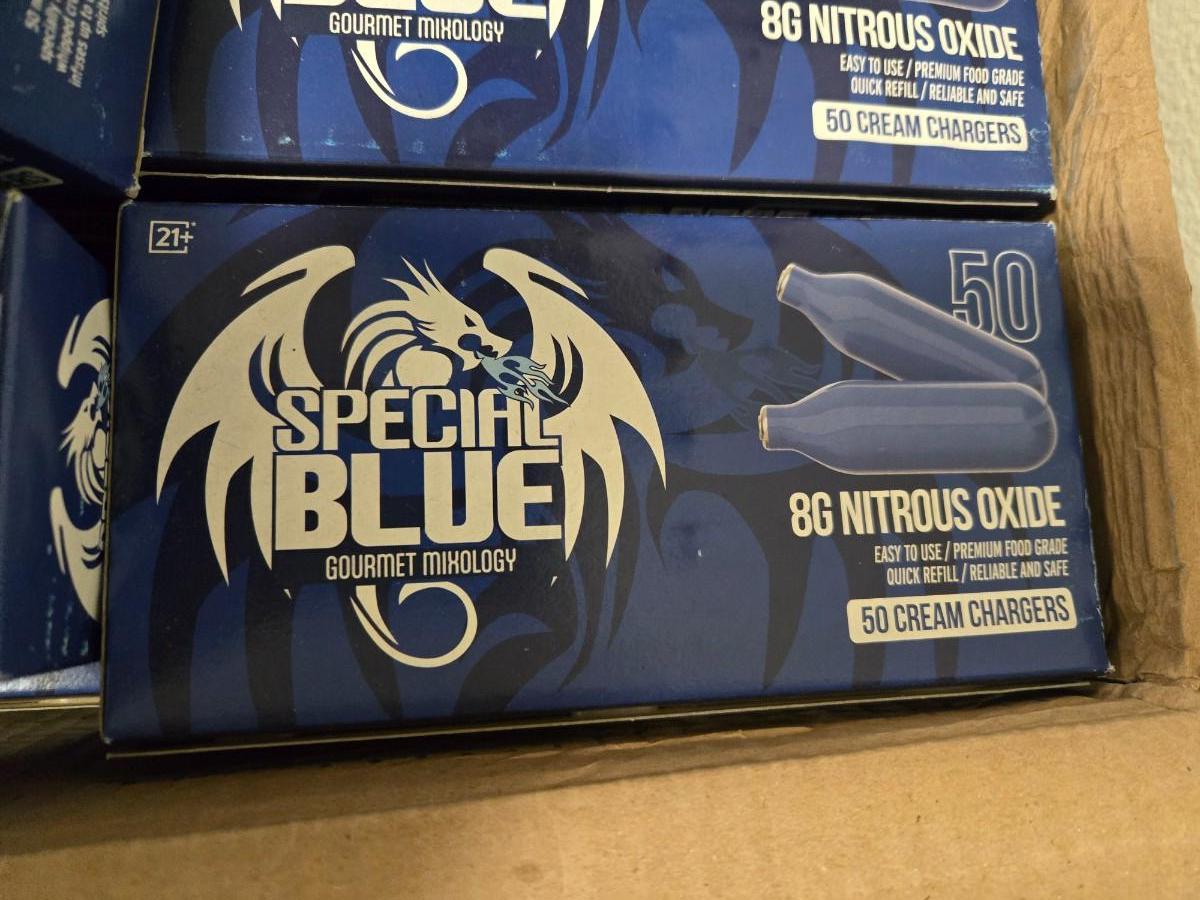 BLUE
GOURMET MIXOLOGY
8G NITROUS OXIDE
EASY TO USE / PREMIUM FOOD GRADE
QUICK REFILL / RELIABLE AND SAFE
50 CREAM CHARGERS
21+
50
SPECIAL
BLUE
GOURMET MIXOLOGY
8G NITROUS OXIDE
EASY TO USE / PREMIUM FOOD GRADE
QUICK REFILL / RELIABLE AND SAFE
50 CREAM CHARGERS